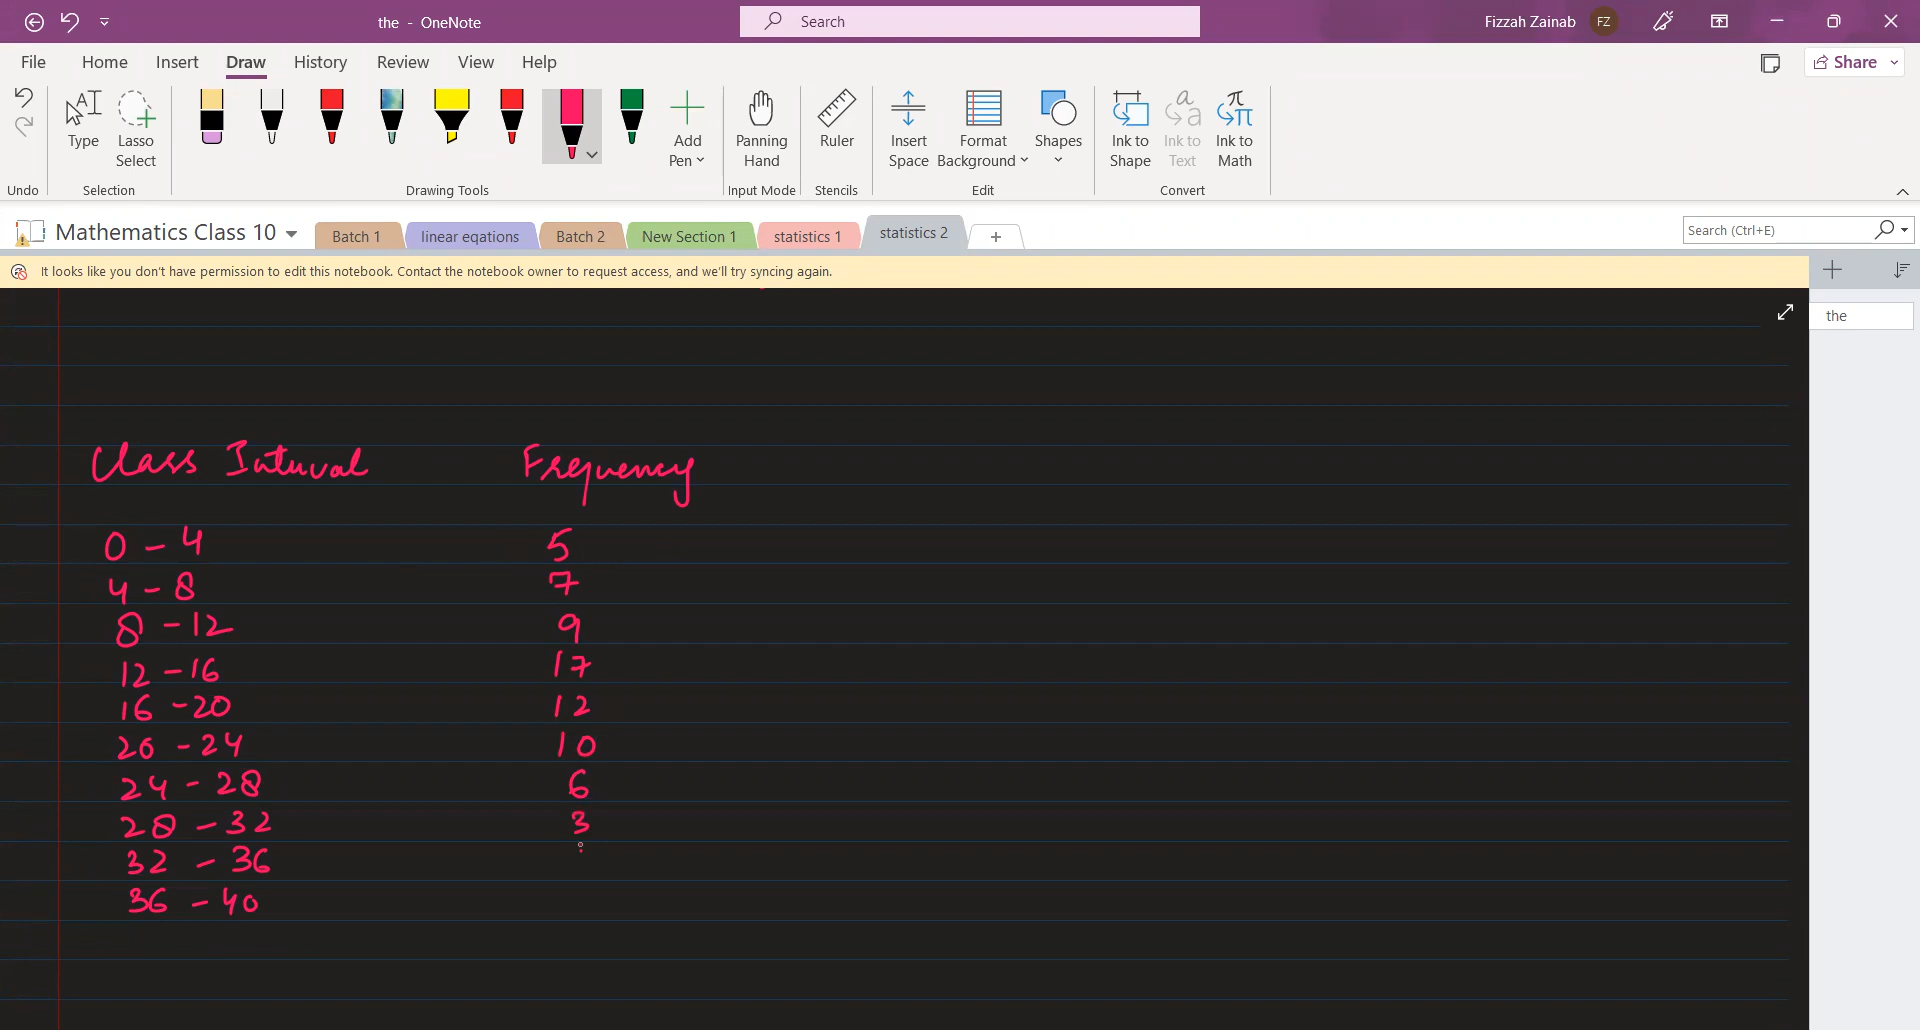 the - OneNote
Search
Fizzah Zainab FZ
File Home Insert Draw History Review View Help
Share
Type
Lasso Select
Add Pen
Panning Hand
Ruler
Insert Space
Format Background
Shapes
Ink to Shape
Ink to Text
Ink to Math
Undo Selection Drawing Tools Input Mode Stencils Edit Convert
Mathematics Class 10 Batch 1 linear eqations Batch 2 New Section 1 statistics 1 statistics 2 Search (Ctrl+E)
It looks like you don't have permission to edit this notebook. Contact the notebook owner to request access, and we'll try syncing again.
the
Class Interval Frequency
0 - 4 5
4 - 8 7
8 - 12 9
12 - 16 17
16 - 20 12
20 - 24 10
24 - 28 6
28 - 32 3
32 - 36
36 - 40